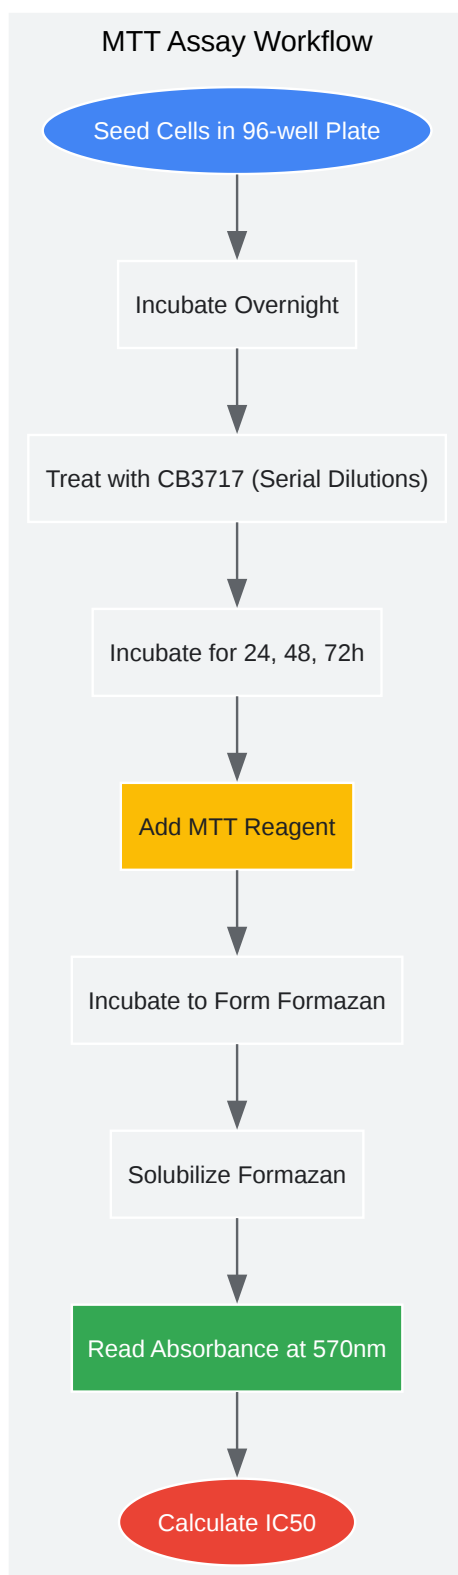 MTT Assay Workflow
Seed Cells in 96-well Plate
Incubate Overnight
Treat with CB3717 (Serial Dilutions)
Incubate for 24, 48, 72h
Add MTT Reagent
Incubate to Form Formazan
Solubilize Formazan
Read Absorbance at 570nm
Calculate IC50